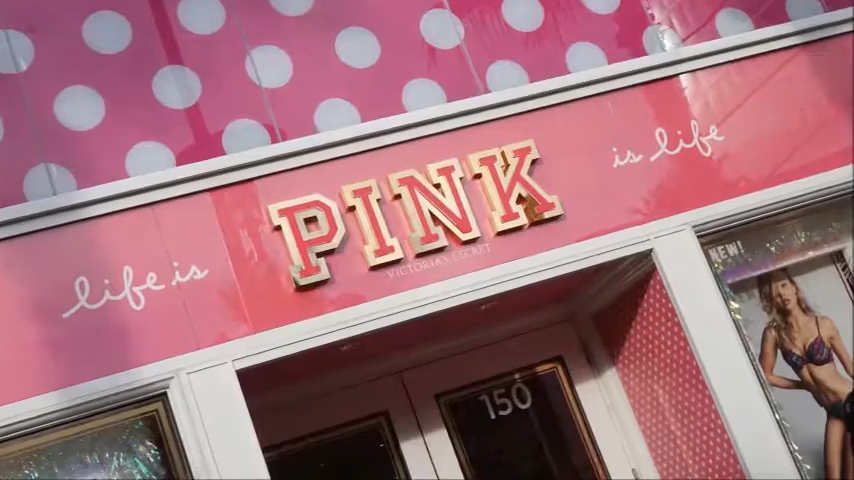 life is PINK is life
VICTORIA'S SECRET
NEW!
150